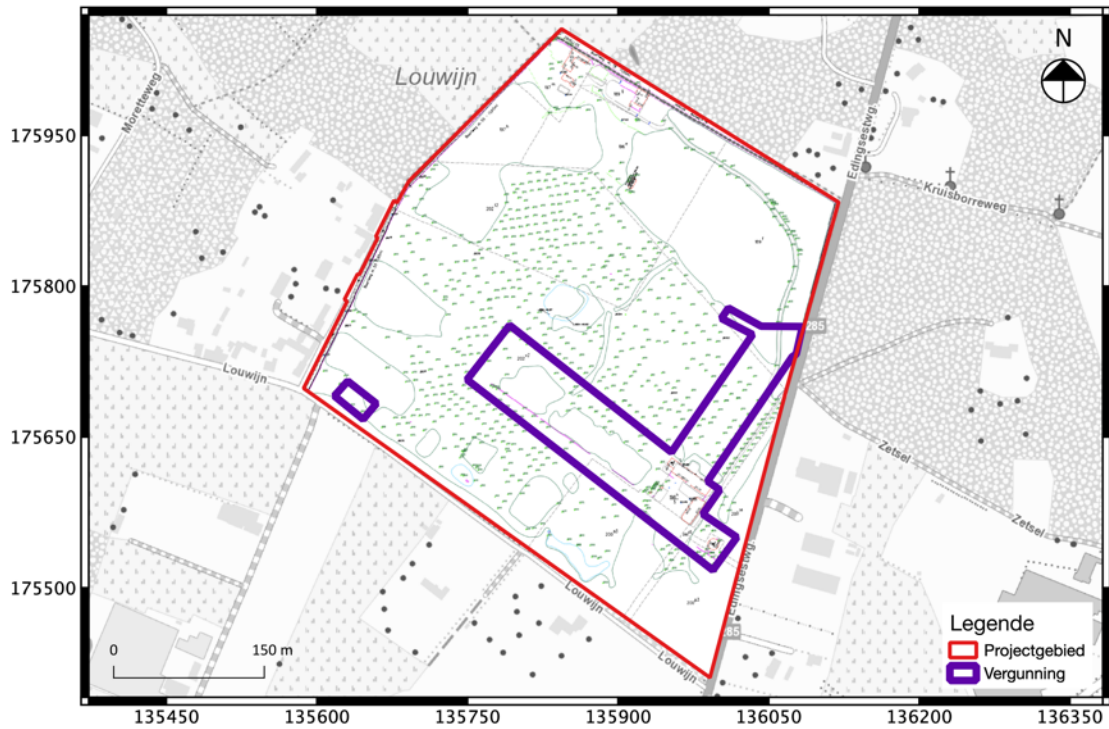 N
Louwijn
Moretteweg
Edingsestwg
Kruisborreweg
175950
175800
285
Louwijn
175650
Zetsel
Zetsel
Edingsestwg
175500
Louwijn
Louwijn
285
Legende
Projectgebied
Vergunning
0 150 m
135450 135600 135750 135900 136050 136200 136350